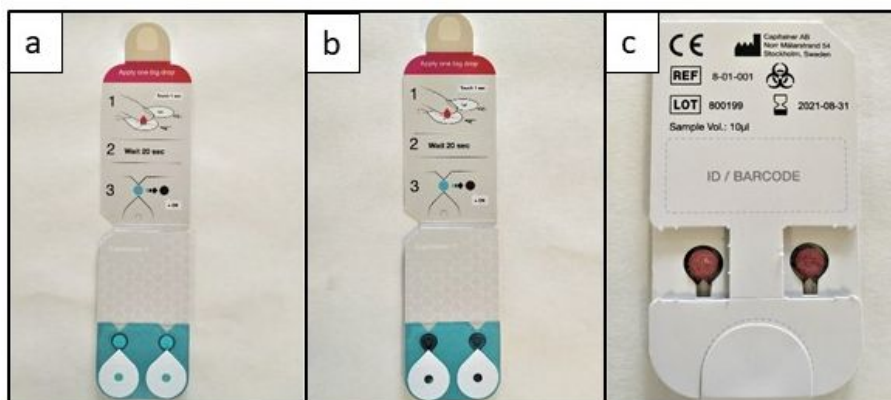 a
Apply one big drop
1
Touch 1 sec
2 Wait 20 sec
3
= OK
b
Apply one big drop
1
Touch 1 sec
2 Wait 20 sec
3
= OK
c
CE
Capitainer AB
Norr Mälarstrand 54
Stockholm, Sweden
REF 8-01-001
LOT 800199 2021-08-31
Sample Vol.: 10µl
ID / BARCODE